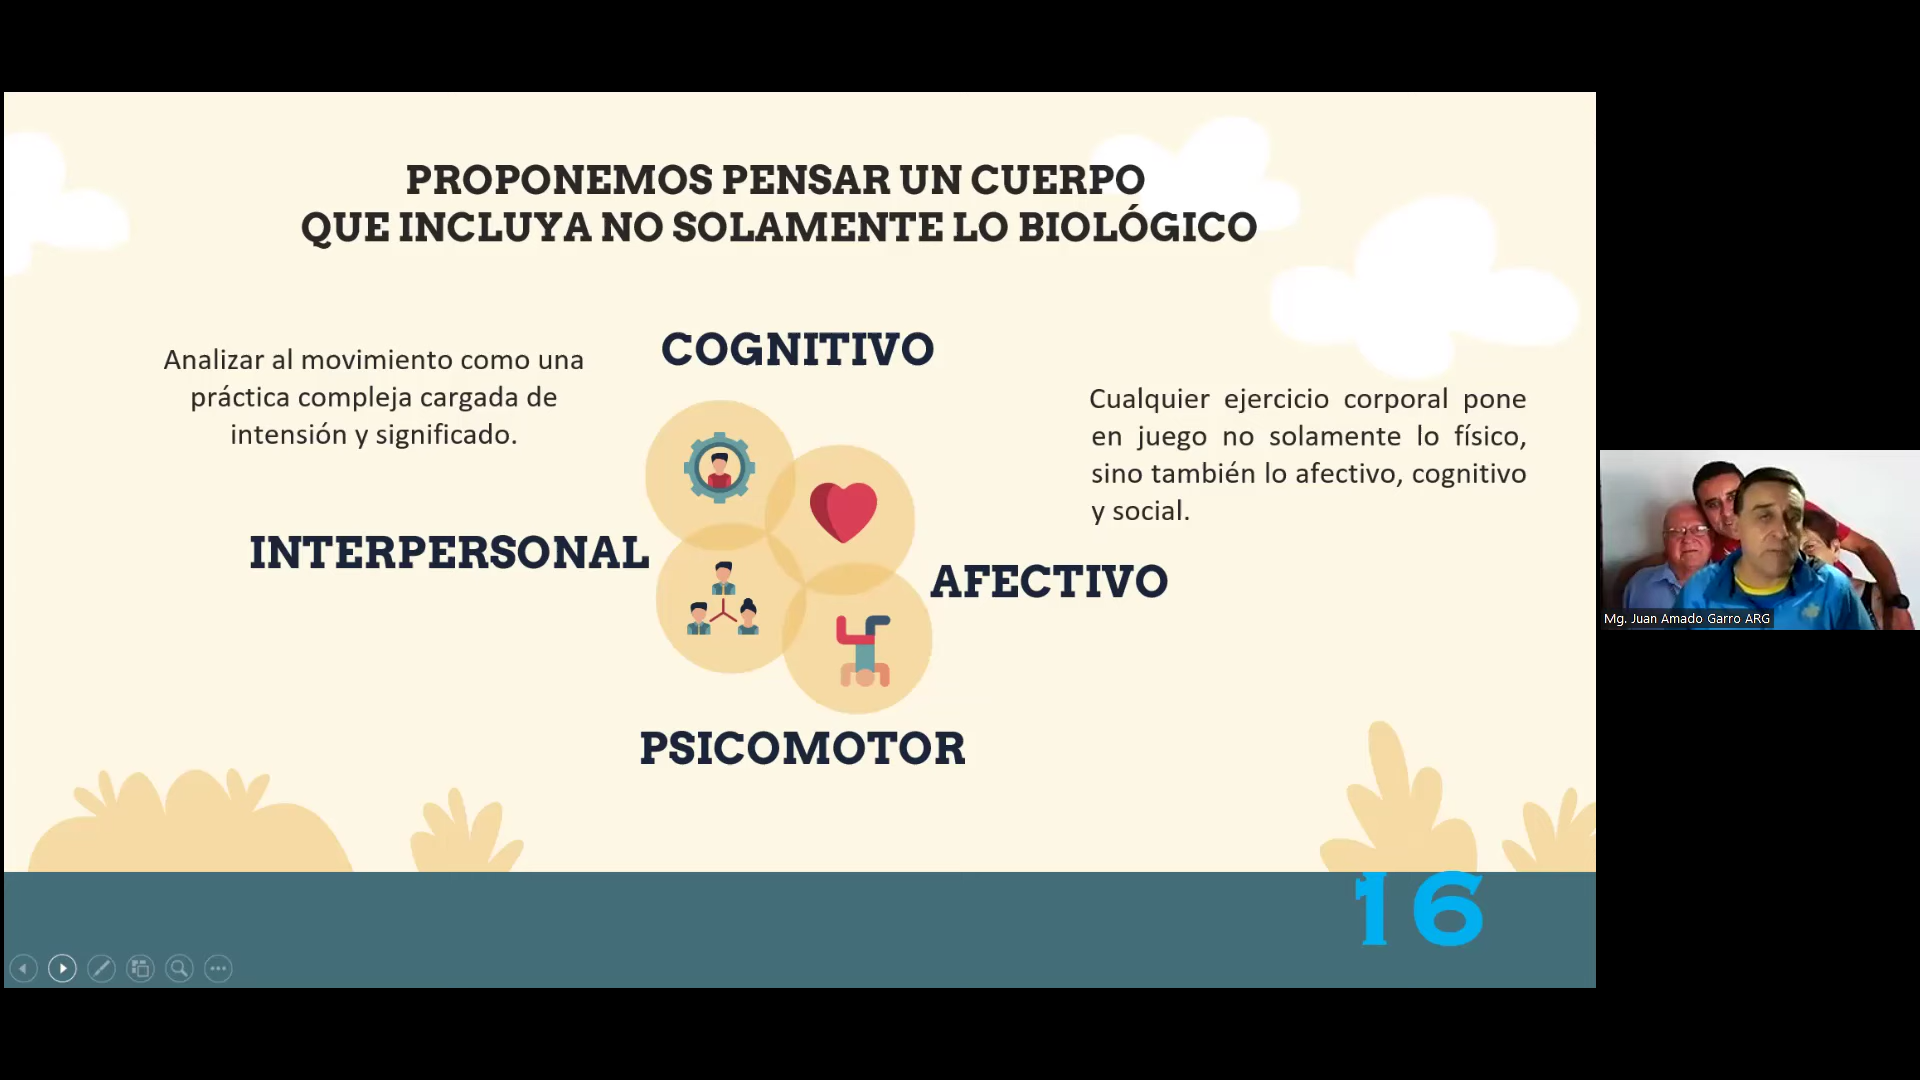 PROPONEMOS PENSAR UN CUERPO
QUE INCLUYA NO SOLAMENTE LO BIOLÓGICO
COGNITIVO
Analizar al movimiento como una
práctica compleja cargada de
intensión y significado.
Cualquier ejercicio corporal pone
en juego no solamente lo físico,
sino también lo afectivo, cognitivo
y social.
INTERPERSONAL
AFECTIVO
PSICOMOTOR
16
Mg. Juan Amado Garro ARG